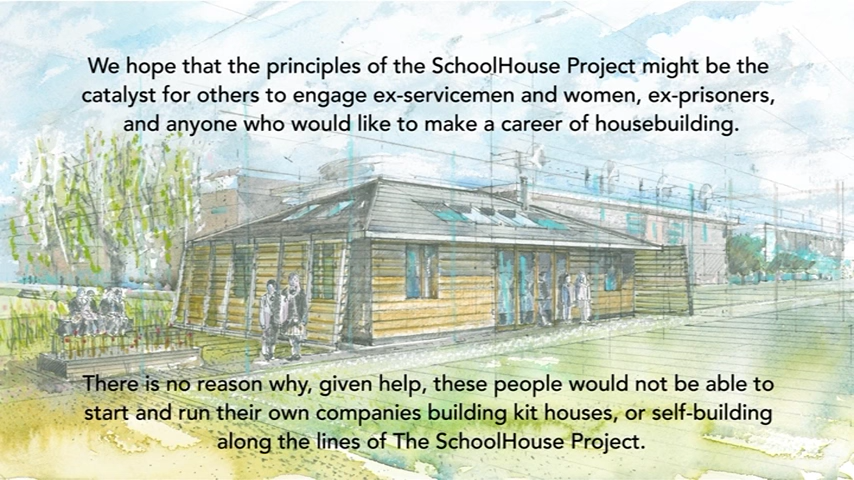 We hope that the principles of the SchoolHouse Project might be the
catalyst for others to engage ex-servicemen and women, ex-prisoners,
and anyone who would like to make a career of housebuilding.
There is no reason why, given help, these people would not be able to
start and run their own companies building kit houses, or self-building
along the lines of The SchoolHouse Project.